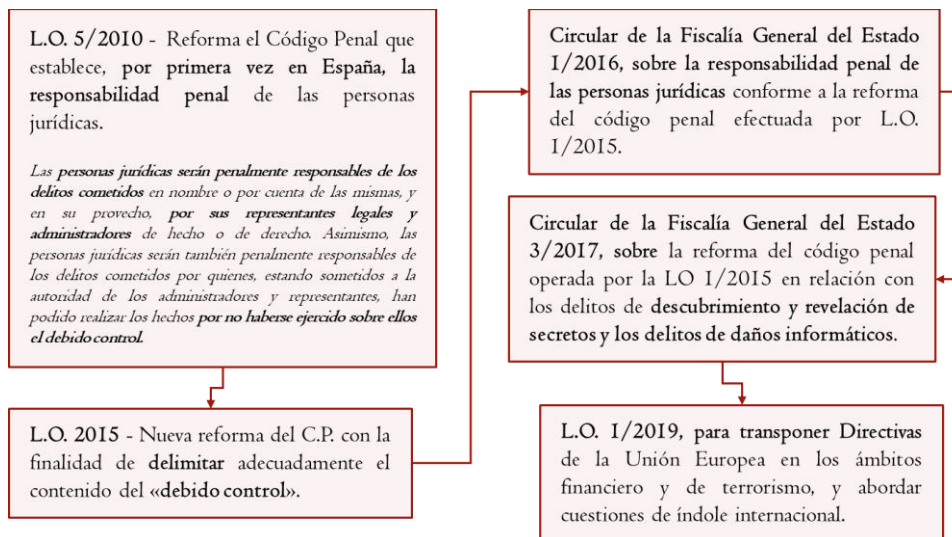 L.O. 5/2010 - Reforma el Código Penal que
establece, por primera vez en España, la
responsabilidad penal de las personas
jurídicas.
Las personas jurídicas serán penalmente responsables de los
delitos cometidos en nombre o por cuenta de las mismas, y
en su provecho, por sus representantes legales y
administradores de hecho o de derecho. Asimismo, las
personas jurídicas serán también penalmente responsables de
los delitos cometidos por quienes, estando sometidos a la
autoridad de los administradores y representantes, han
podido realizar los hechos por no haberse ejercido sobre ellos
el debido control.
L.O. 2015 - Nueva reforma del C.P. con la
finalidad de delimitar adecuadamente el
contenido del «debido control».
Circular de la Fiscalía General del Estado
1/2016, sobre la responsabilidad penal de
las personas jurídicas conforme a la reforma
del código penal efectuada por L.O.
1/2015.
Circular de la Fiscalía General del Estado
3/2017, sobre la reforma del código penal
operada por la LO 1/2015 en relación con
los delitos de descubrimiento y revelación de
secretos y los delitos de daños informáticos.
L.O. 1/2019, para transponer Directivas
de la Unión Europea en los ámbitos
financiero y de terrorismo, y abordar
cuestiones de índole internacional.